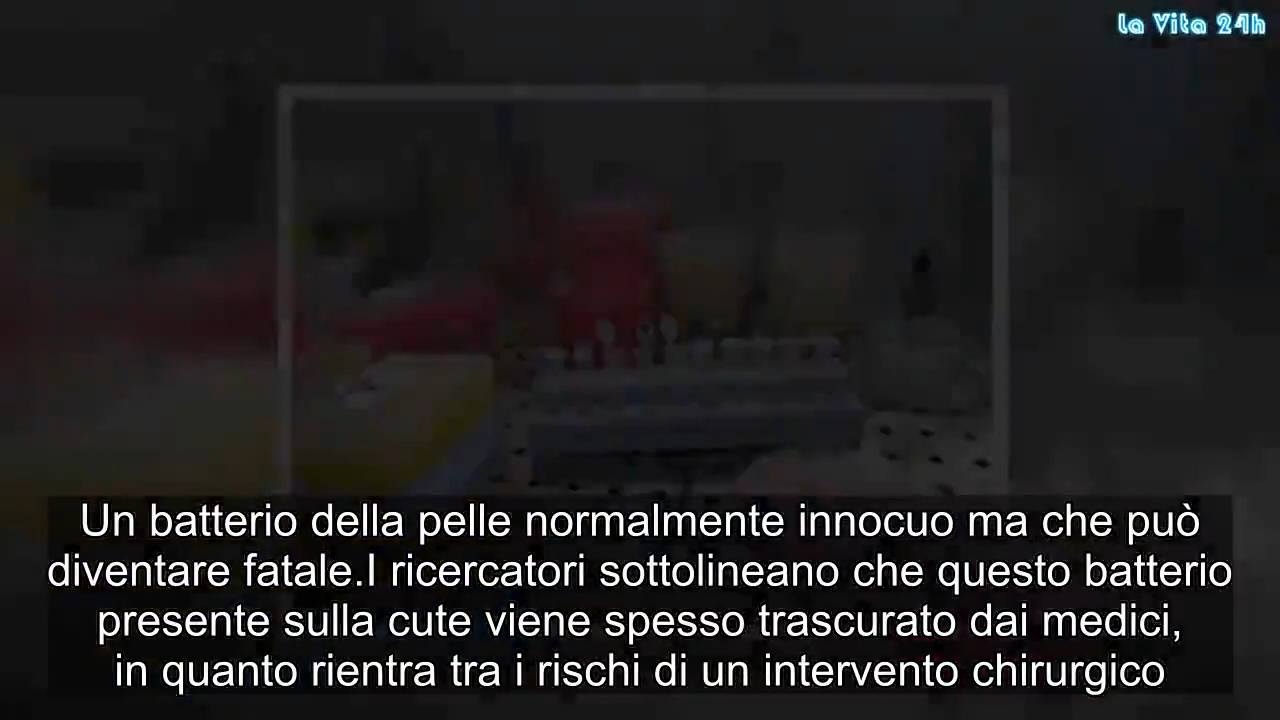 la Vita 24h
Un batterio della pelle normalmente innocuo ma che può
diventare fatale.I ricercatori sottolineano che questo batterio
presente sulla cute viene spesso trascurato dai medici,
in quanto rientra tra i rischi di un intervento chirurgico